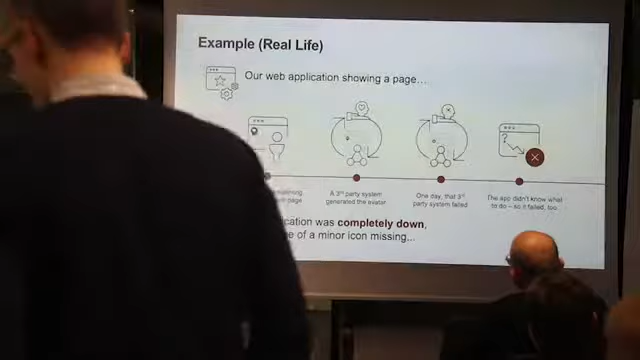 Example (Real Life)
Our web application showing a page...
page
A 3rd party system
generated the avatar
One day, that 3rd
party system failed
The app didn't know what
to do – so it failed, too.
was completely down,
of a minor icon missing...